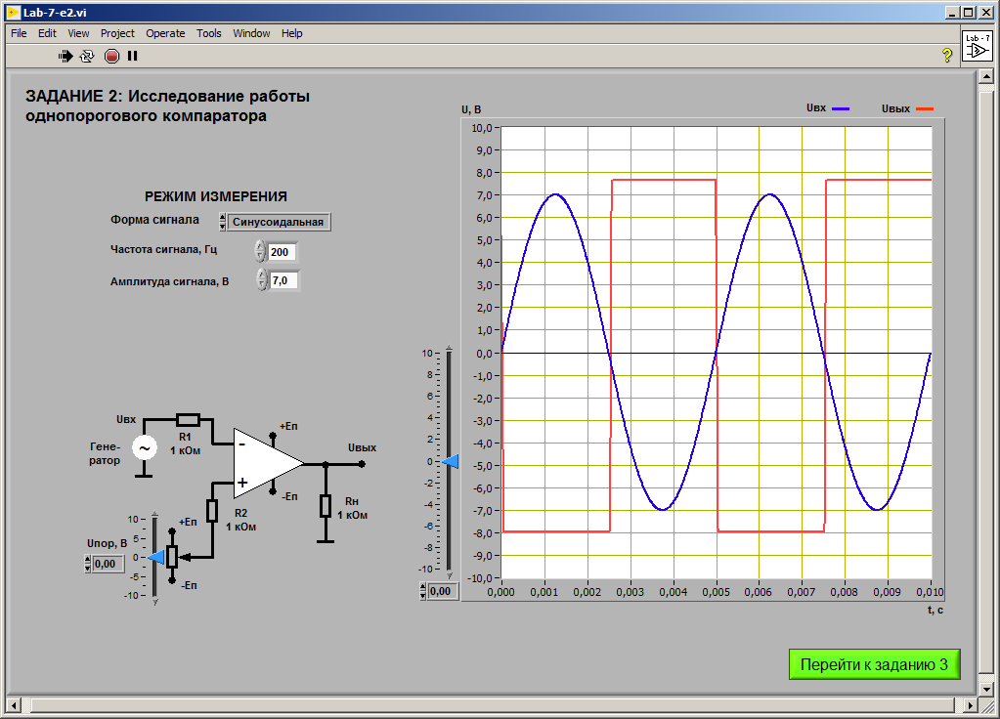 Lab-7-e2.vi
File Edit View Project Operate Tools Window Help
Lab - 7
ЗАДАНИЕ 2: Исследование работы
однопорогового компаратора
РЕЖИМ ИЗМЕРЕНИЯ
Форма сигнала Синусоидальная
Частота сигнала, Гц 200
Амплитуда сигнала, В 7,0
Uвх
Гене-
ратор
~
R1
1 кОм
-
+
+Eп
-Eп
Uвых
Rн
1 кОм
R2
1 кОм
+Eп
-Eп
Uпор, В
0,00
10
5
0
-5
-10
10
8
6
4
2
0
-2
-4
-6
-8
-10
0,00
U, В
Uвх Uвых
10,0
9,0
8,0
7,0
6,0
5,0
4,0
3,0
2,0
1,0
0,0
-1,0
-2,0
-3,0
-4,0
-5,0
-6,0
-7,0
-8,0
-9,0
-10,0
0,000 0,001 0,002 0,003 0,004 0,005 0,006 0,007 0,008 0,009 0,010
t, с
Перейти к заданию 3